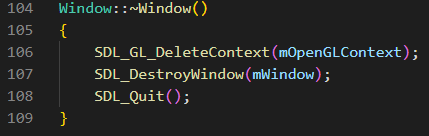 104 Window::~Window()
105 {
106     SDL_GL_DeleteContext(mOpenGLContext);
107     SDL_DestroyWindow(mWindow);
108     SDL_Quit();
109 }